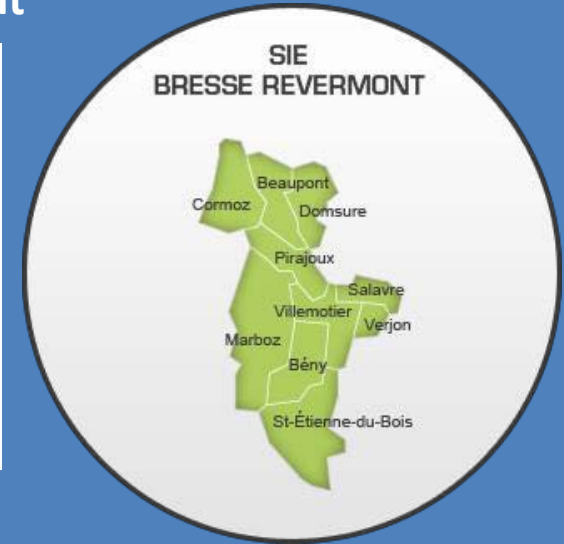 SIE
BRESSE REVERMONT
Beaupont
Cormoz
Domsure
Pirajoux
Salavre
Villemotier
Verjon
Marboz
Bény
St-Étienne-du-Bois